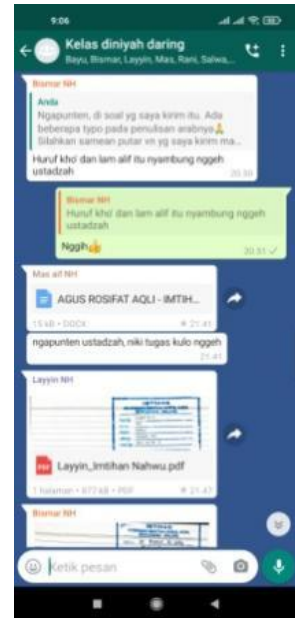 9:06
Kelas diniyah daring
Bayu, Bismar, Layyin, Mas, Rani, Salwa,...
Bismar NH
Anda
Ngapunten, di soal yg saya kirim itu. Ada
beberapa typo pada penulisan arabnya🙏
Silahkan samean putar vn yg saya kirim ma...
Huruf kho' dan lam alif itu nyambung nggeh
ustadzah
20.50
Bismar NH
Huruf kho' dan lam alif itu nyambung nggeh
ustadzah
Nggih👍
20.51
Mas alf NH
AGUS ROSIFAT AQLI - IMTIH...
15 kB • DOCX
21.41
ngapunten ustadzah, niki tugas kulo nggeh
21.41
Layyin NH
Layyin_Imtihan Nahwu.pdf
1 halaman • 677 kB • PDF
21.47
Bismar NH
Ketik pesan